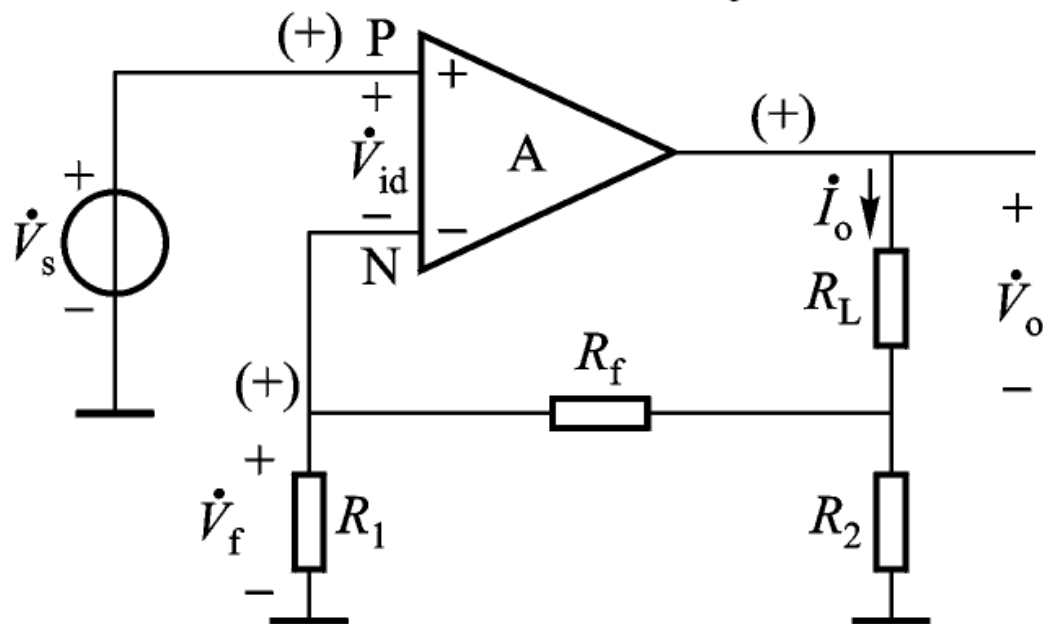 (+) P
+
+
V̇id
A
(+)
−
−
N
+
V̇s
−
İo
+
RL
V̇o
−
Rf
(+)
+
V̇f
R1
−
R2